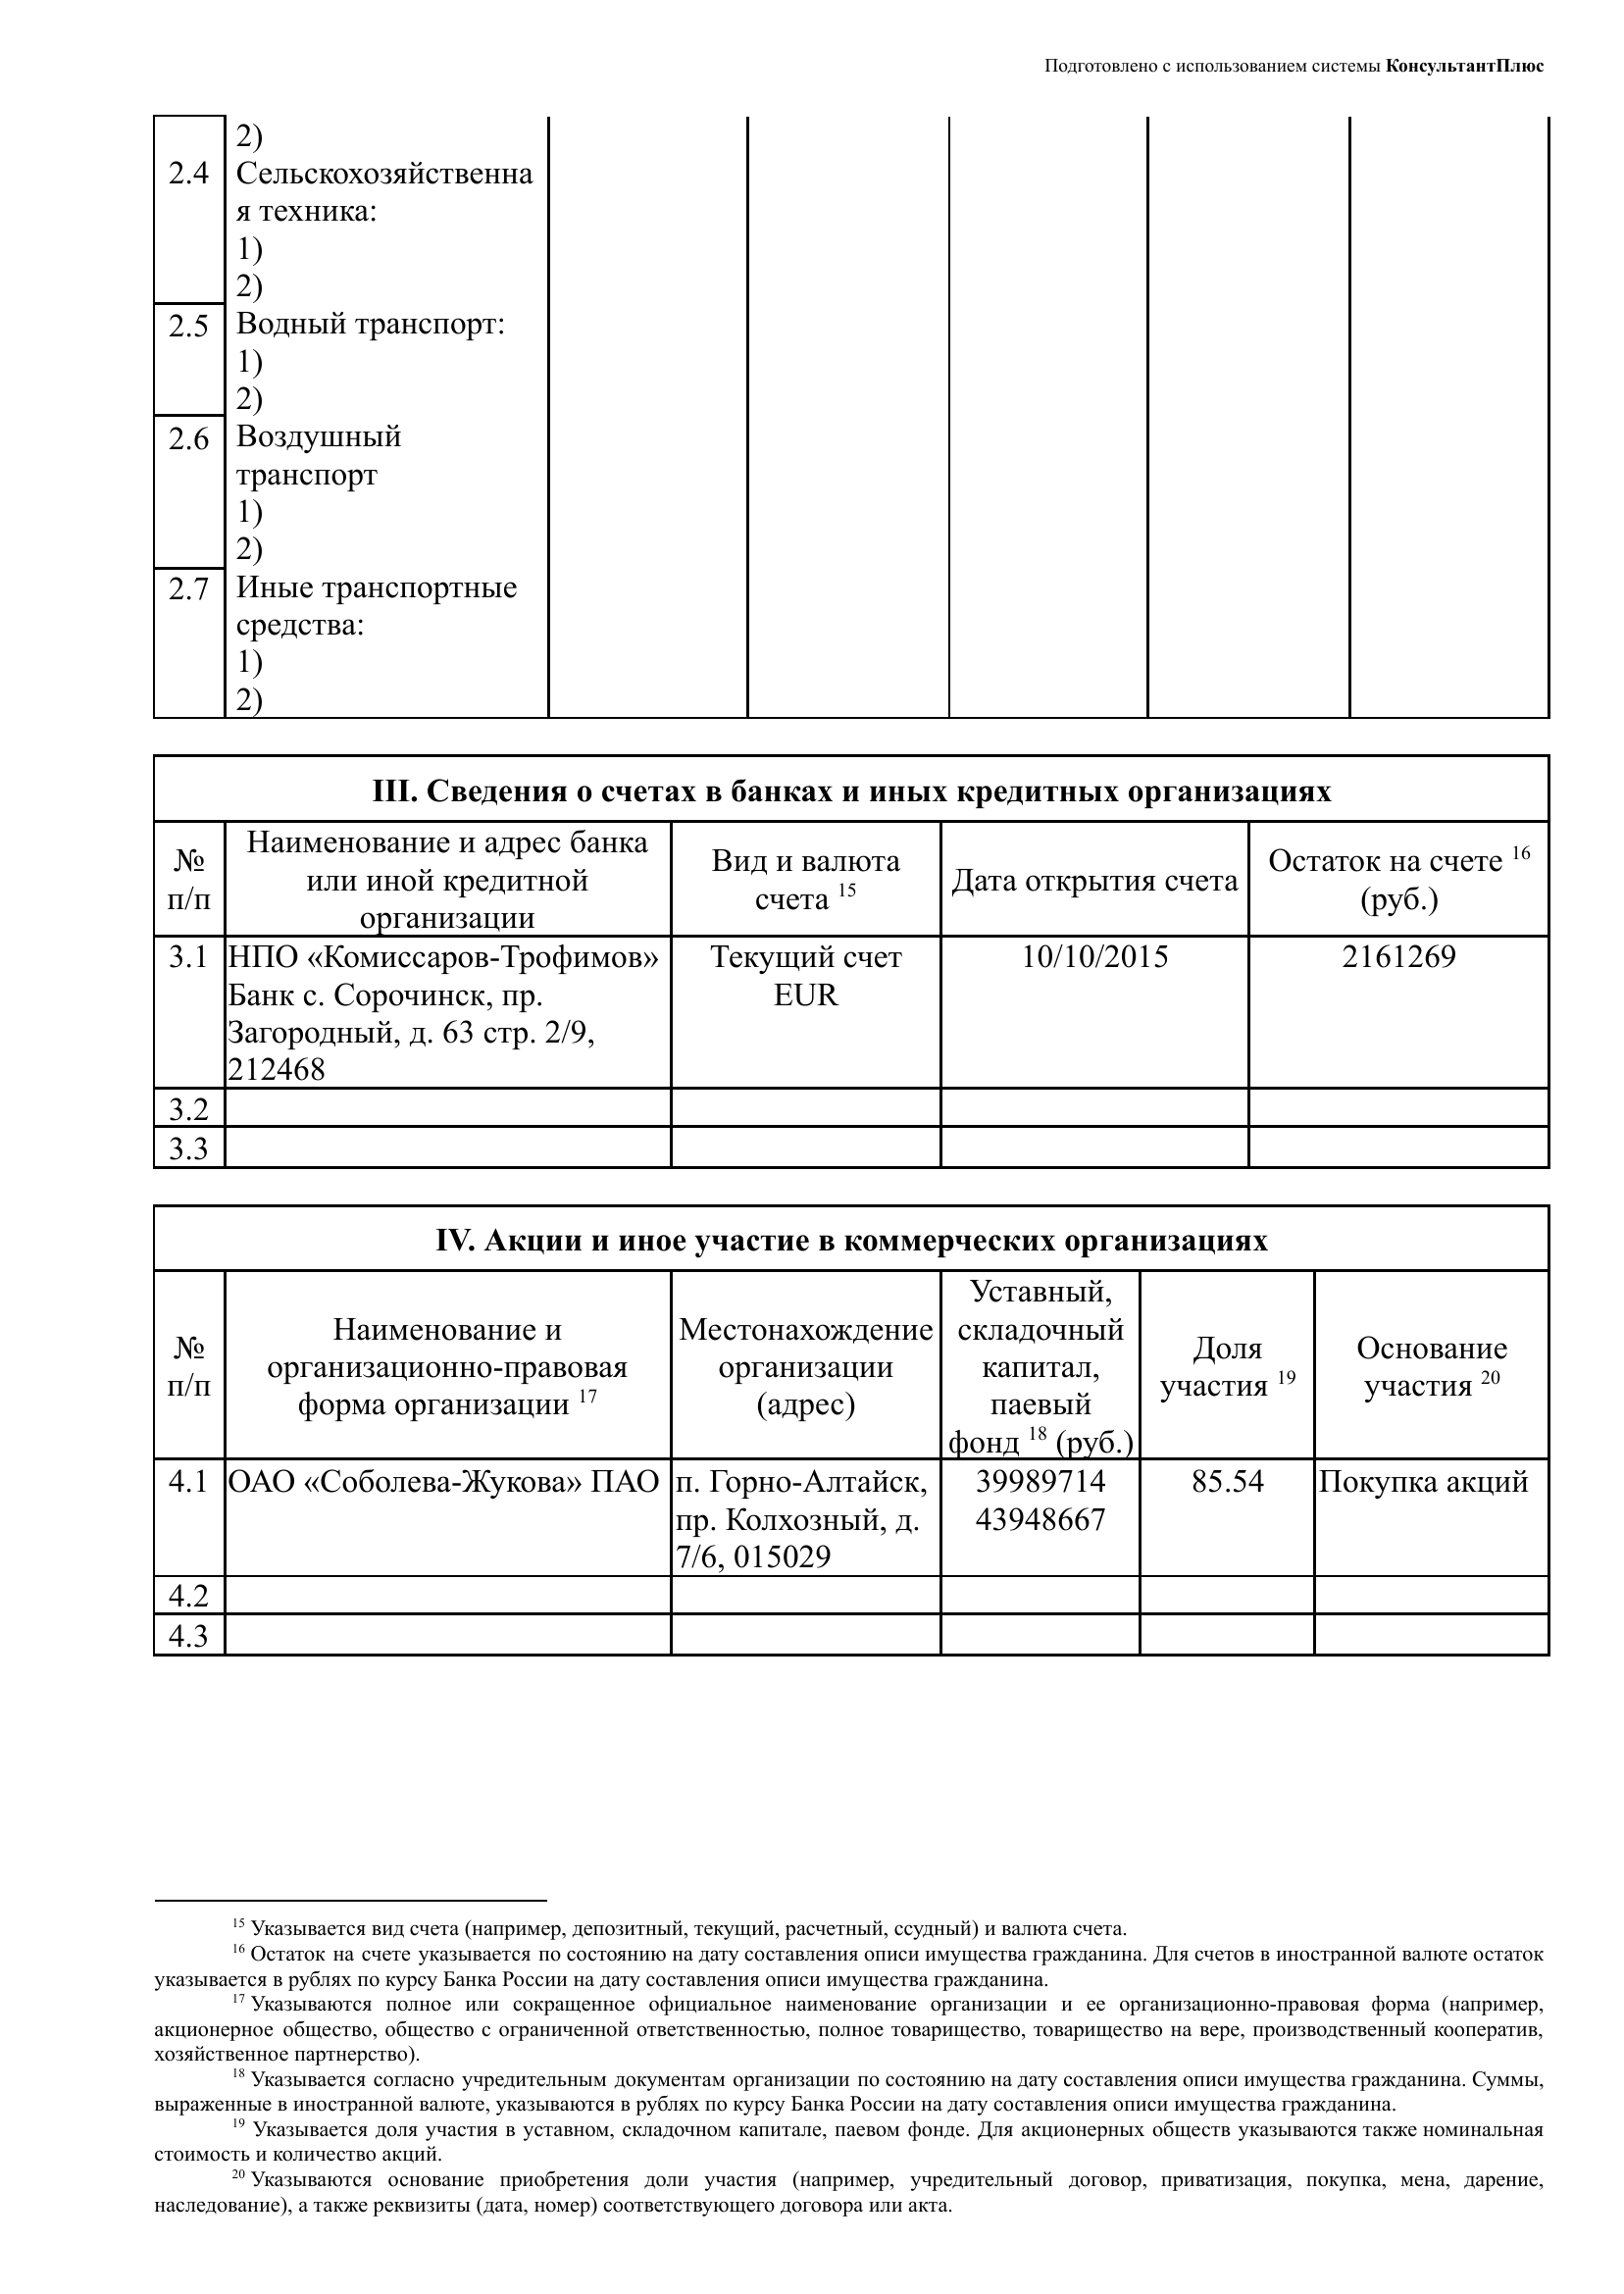 Подготовлено с использованием системы КонсультантПлюс
2)
2.4 Сельскохозяйственна
я техника:
1)
2)
2.5 Водный транспорт:
1)
2)
2.6 Воздушный
транспорт
1)
2)
2.7 Иные транспортные
средства:
1)
2)
III. Сведения о счетах в банках и иных кредитных организациях
№
п/п
Наименование и адрес банка
или иной кредитной
организации
Вид и валюта
счета 15
Дата открытия счета
Остаток на счете 16
(руб.)
3.1
НПО «Комиссаров-Трофимов»
Банк с. Сорочинск, пр.
Загородный, д. 63 стр. 2/9,
212468
Текущий счет
EUR
10/10/2015
2161269
3.2
3.3
IV. Акции и иное участие в коммерческих организациях
№
п/п
Наименование и
организационно-правовая
форма организации 17
Местонахождение
организации
(адрес)
Уставный,
складочный
капитал,
паевый
фонд 18 (руб.)
Доля
участия 19
Основание
участия 20
4.1
ОАО «Соболева-Жукова» ПАО
п. Горно-Алтайск,
пр. Колхозный, д.
7/6, 015029
39989714
43948667
85.54
Покупка акций
4.2
4.3
15 Указывается вид счета (например, депозитный, текущий, расчетный, ссудный) и валюта счета.
16 Остаток на счете указывается по состоянию на дату составления описи имущества гражданина. Для счетов в иностранной валюте остаток
указывается в рублях по курсу Банка России на дату составления описи имущества гражданина.
17 Указываются полное или сокращенное официальное наименование организации и ее организационно-правовая форма (например,
акционерное общество, общество с ограниченной ответственностью, полное товарищество, товарищество на вере, производственный кооператив,
хозяйственное партнерство).
18 Указывается согласно учредительным документам организации по состоянию на дату составления описи имущества гражданина. Суммы,
выраженные в иностранной валюте, указываются в рублях по курсу Банка России на дату составления описи имущества гражданина.
19 Указывается доля участия в уставном, складочном капитале, паевом фонде. Для акционерных обществ указываются также номинальная
стоимость и количество акций.
20 Указываются основание приобретения доли участия (например, учредительный договор, приватизация, покупка, мена, дарение,
наследование), а также реквизиты (дата, номер) соответствующего договора или акта.